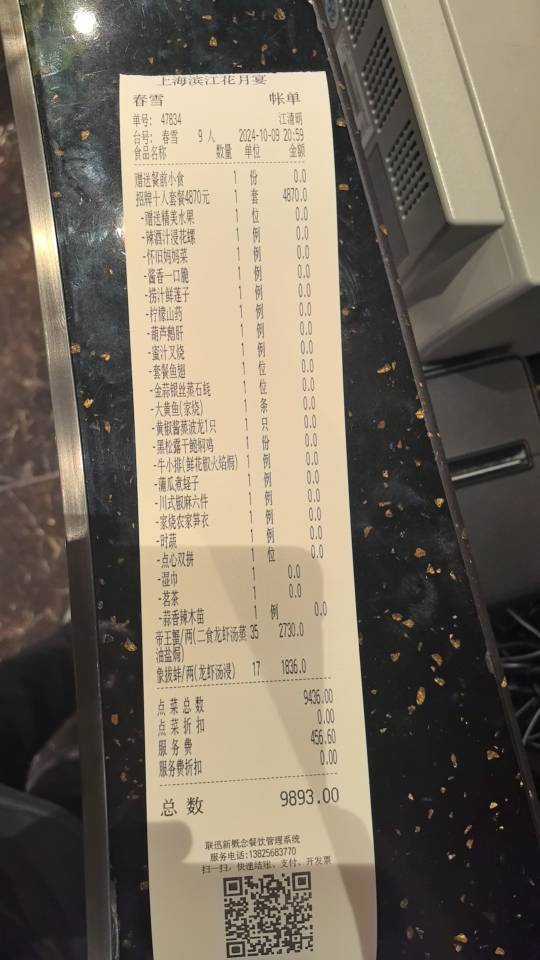 上海滨江花月宴
春雪 帐单
单号: 47834 江清明
台号: 春雪 9 人 2024-10-09 20:59
食品名称 数量 单位 金额
赠送餐前小食 1 份 0.0
招牌十人套餐4870元 1 套 4870.0
-赠送精美水果 1 位 0.0
-辣酒汁浸花螺 1 例 0.0
-怀旧妈妈菜 1 例 0.0
-酱香一口脆 1 例 0.0
-捞汁鲜莲子 1 例 0.0
-柠檬山药 1 例 0.0
-葫芦鹅肝 1 例 0.0
-蜜汁叉烧 1 例 0.0
-套餐鱼翅 1 位 0.0
-金蒜银丝蒸石蚝 1 位 0.0
-大黄鱼(家烧) 1 条 0.0
-黄椒酱蒸波龙1只 1 只 0.0
-黑松露干鲍焖鸡 1 份 0.0
-牛小排(鲜花椒火焰焗) 1 例 0.0
-蒲瓜煮蛏子 1 例 0.0
-川式椒麻六件 1 例 0.0
-家烧农家笋衣 1 例 0.0
-时蔬 1 例 0.0
-点心双拼 1 位 0.0
-湿巾 1 0.0
-茗茶 1 0.0
-蒜香辣木苗 1 例 0.0
帝王蟹/两(二食龙虾汤蒸 35 2730.0
油盐焗)
象拔蚌/两(龙虾汤浸) 17 1836.0
点菜总数 9436.00
点菜折扣 0.00
服务费 456.60
服务费折扣 0.00
总数 9893.00
联迅新概念餐饮管理系统
服务电话:13825683770
扫一扫，快速结账、支付、开发票